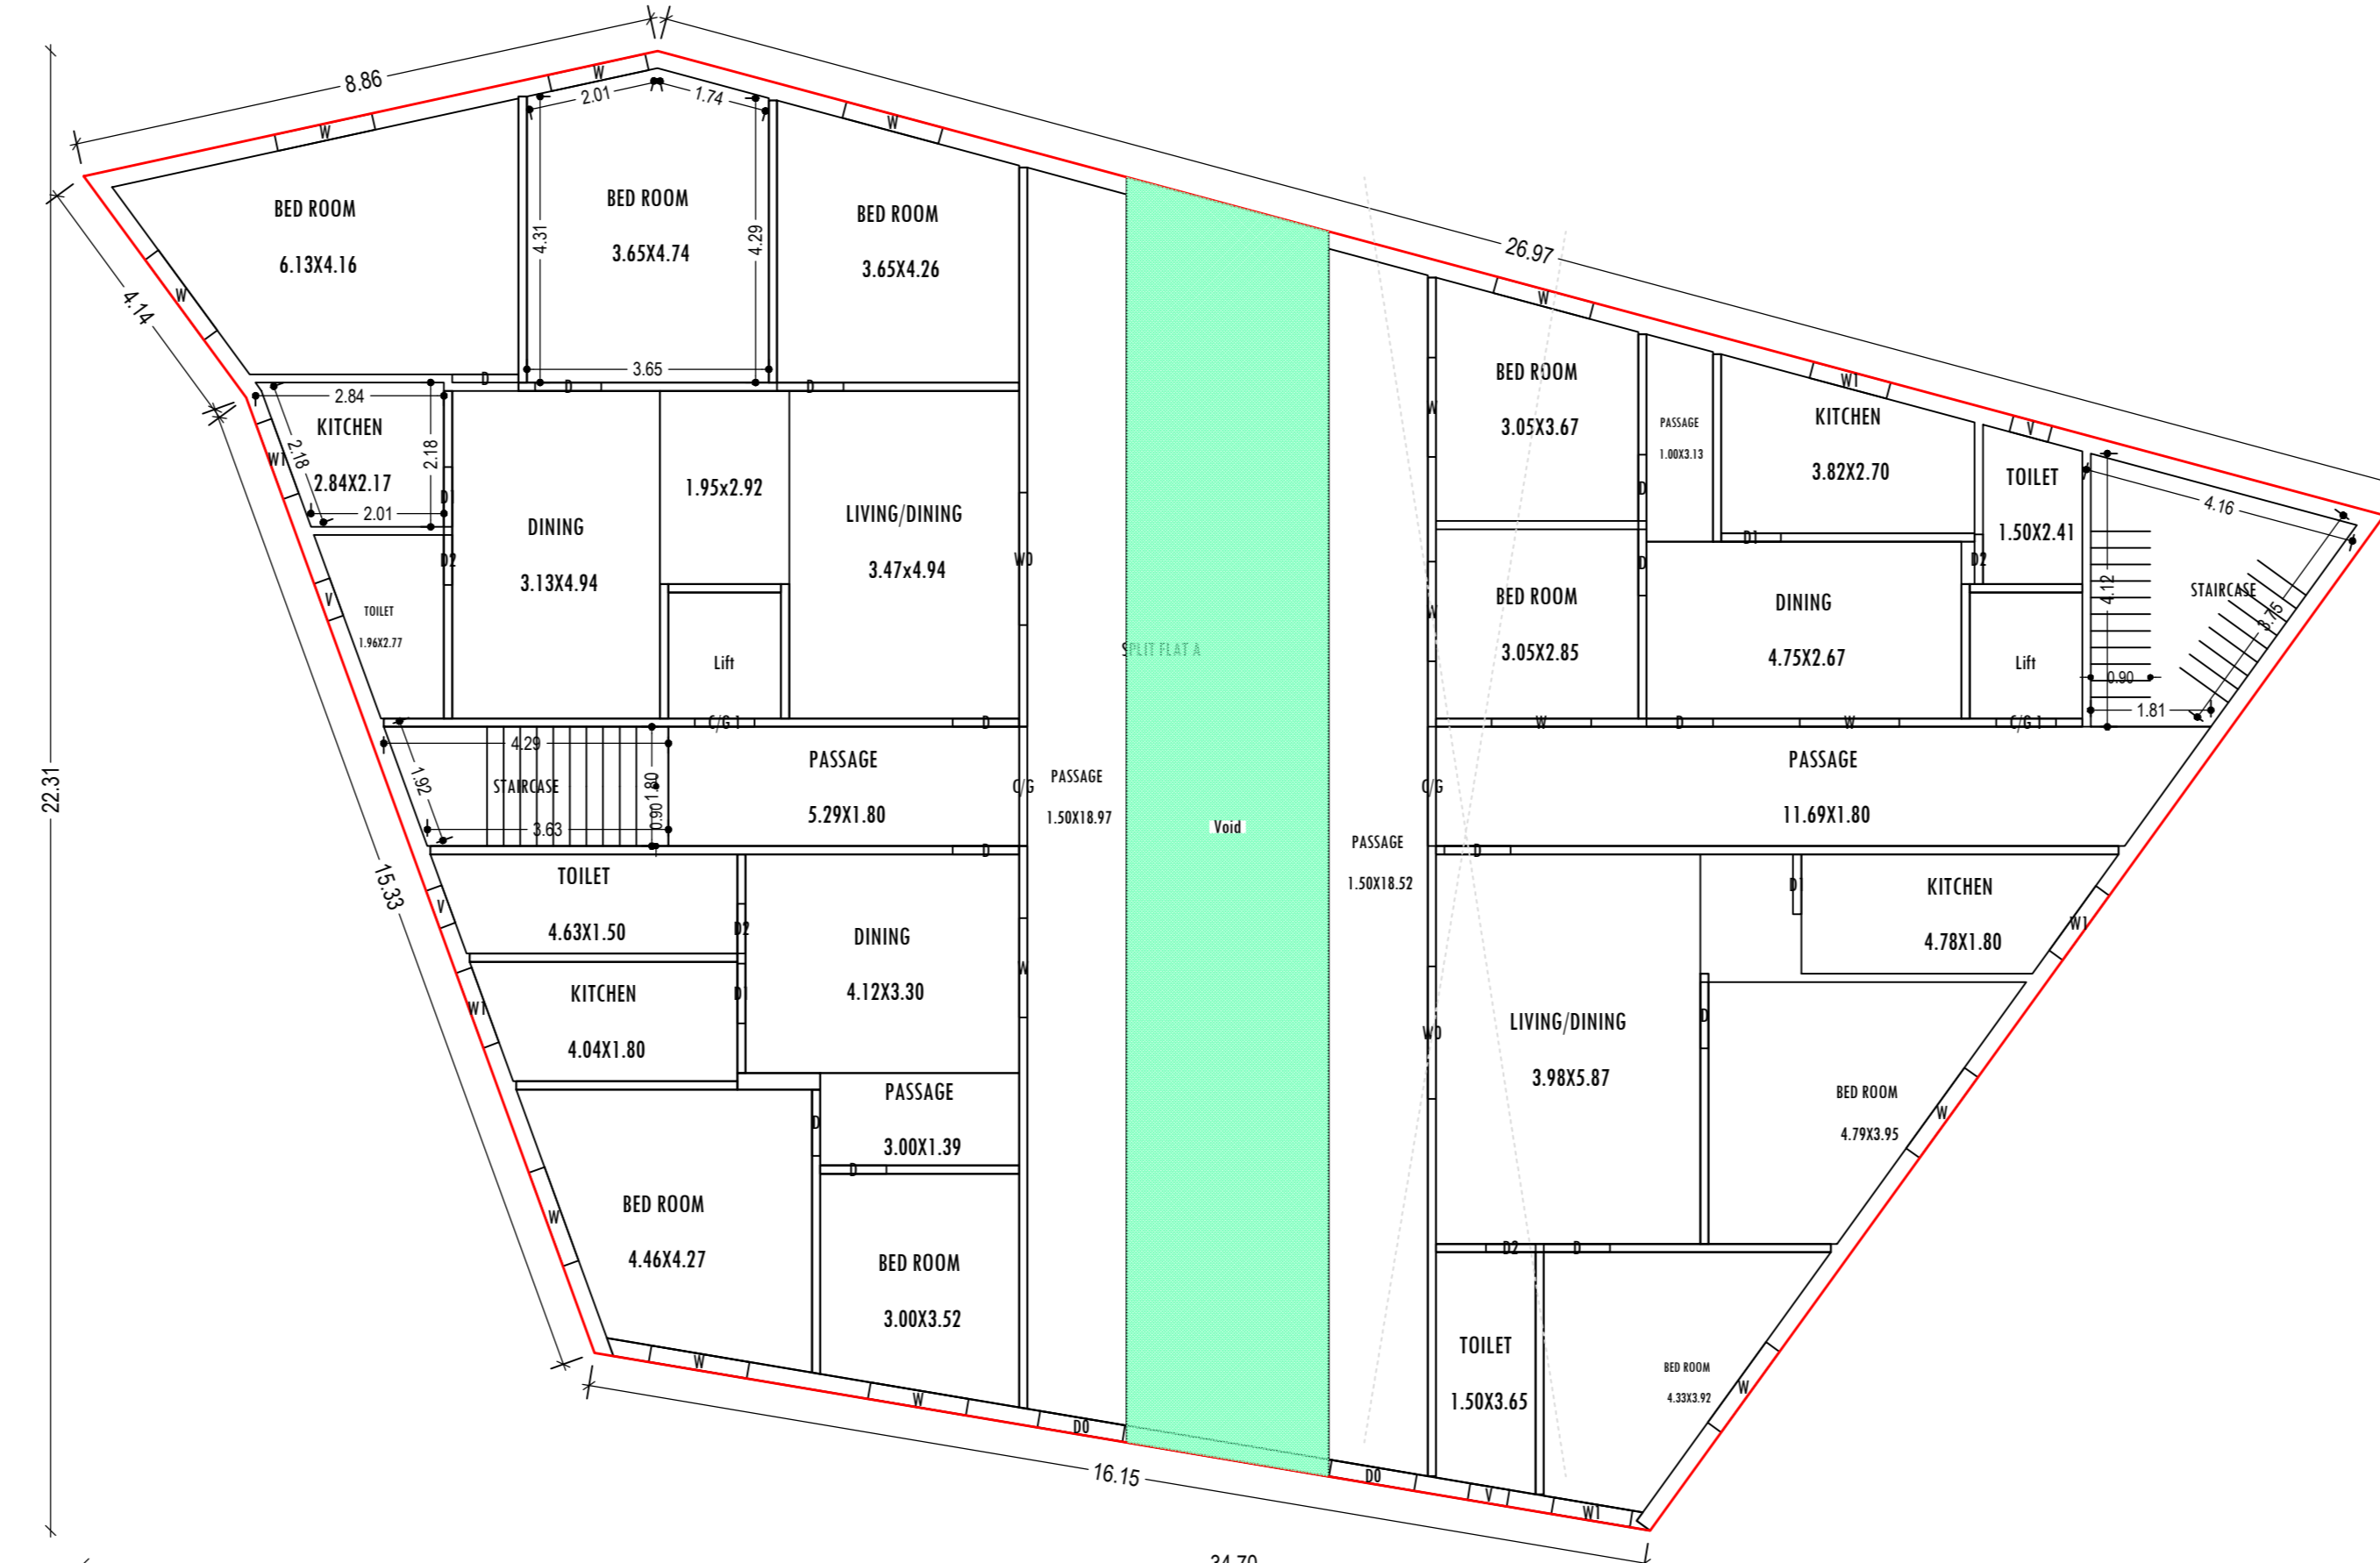 8.86
W
2.01
1.74
W
W
BED ROOM
6.13X4.16
BED ROOM
3.65X4.74
BED ROOM
3.65X4.26
4.31
4.29
26.97
4.14
W
W
3.65
D
D
D
2.84
KITCHEN
2.84X2.17
2.18
2.18
2.01
W1
D1
D2
1.95x2.92
DINING
3.13X4.94
LIVING/DINING
3.47x4.94
W0
BED ROOM
3.05X3.67
W
PASSAGE
1.00X3.13
D
KITCHEN
3.82X2.70
W1
V
D1
TOILET
1.50X2.41
D2
4.16
4.12
STAIRCASE
3.75
0.90
1.81
V
TOILET
1.96X2.77
Lift
SPLIT FLAT A
W
BED ROOM
3.05X2.85
D
DINING
4.75X2.67
Lift
C/G 1
D
W
D
W
C/G 1
22.31
4.29
1.92
STAIRCASE
1.80
0.90
3.63
PASSAGE
5.29X1.80
C/G
PASSAGE
1.50X18.97
Void
C/G
PASSAGE
1.50X18.52
PASSAGE
11.69X1.80
D
D
15.33
V
TOILET
4.63X1.50
D2
DINING
4.12X3.30
W
D1
KITCHEN
4.78X1.80
W1
W1
KITCHEN
4.04X1.80
D1
W0
LIVING/DINING
3.98X5.87
D
PASSAGE
3.00X1.39
D
D
BED ROOM
4.79X3.95
W
W
BED ROOM
4.46X4.27
BED ROOM
3.00X3.52
D2
D
TOILET
1.50X3.65
BED ROOM
4.33X3.92
W
W
W
D0
D0
V
W1
16.15
34.70